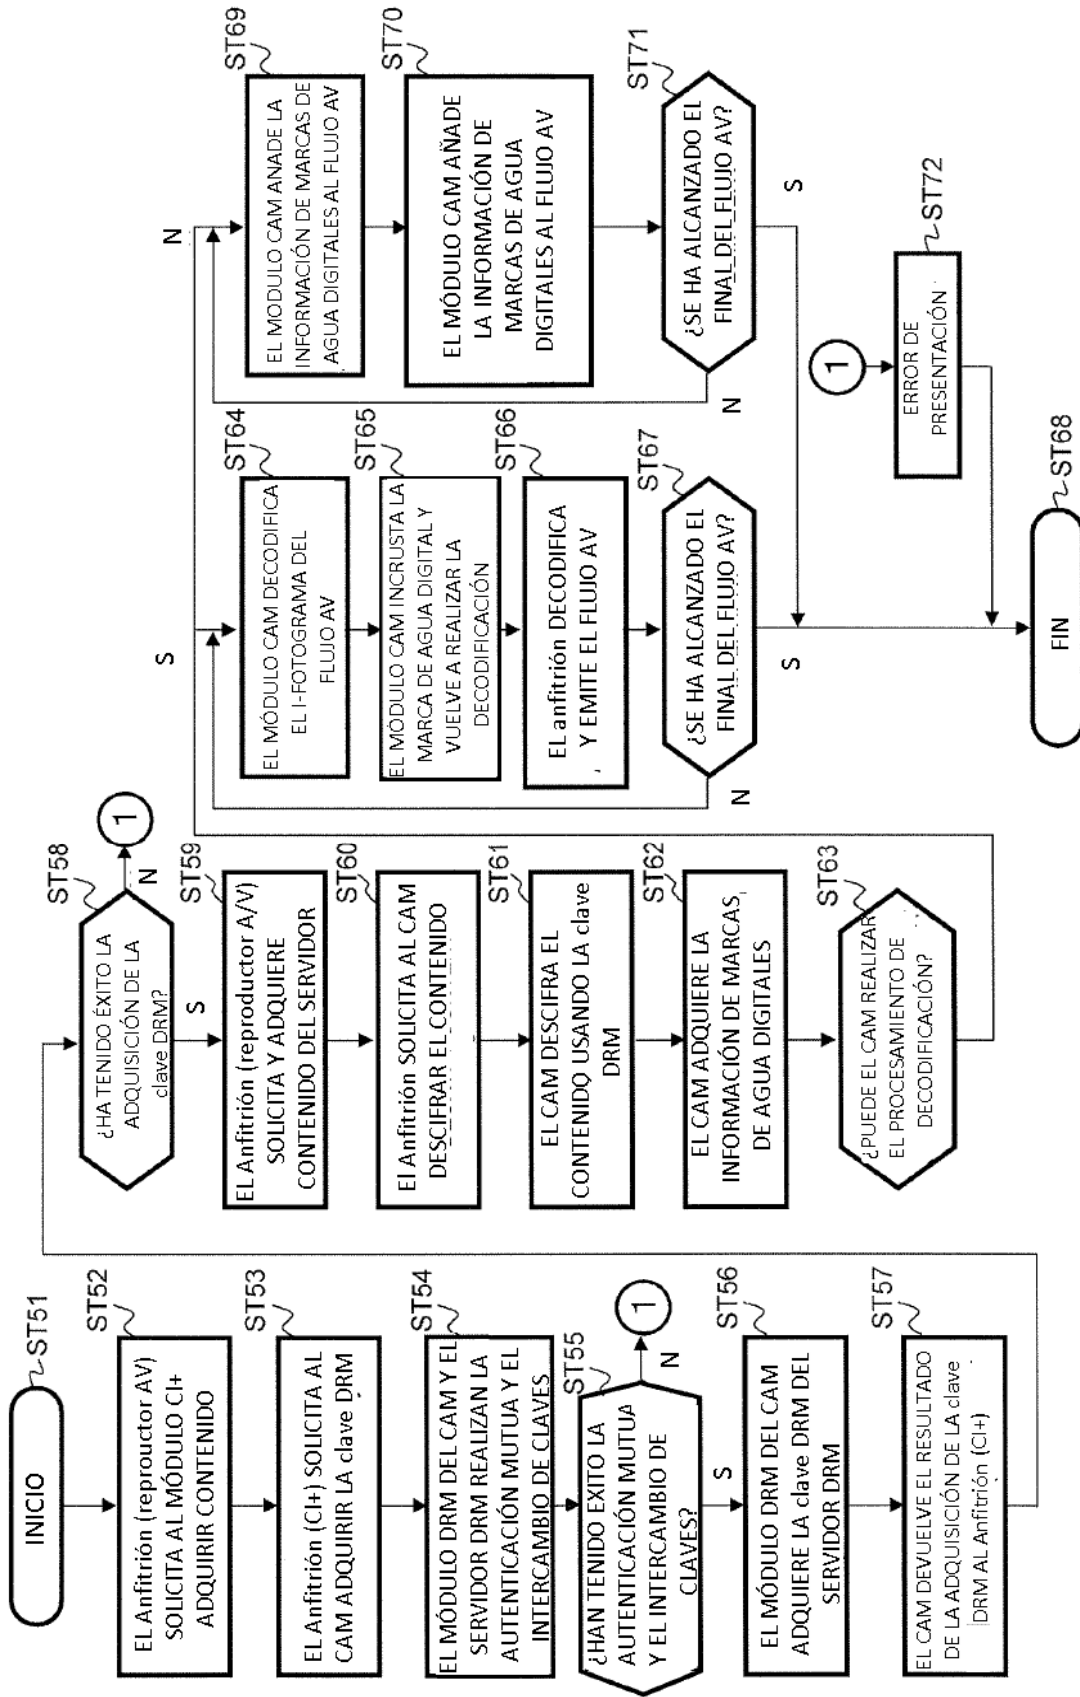 INICIO
ST51
El Anfitrión (reprouctor AV)
SOLICITA AL MÓDULO CI+
ADQUIRIR CONTENIDO
ST52
El Anfitrión (CI+) SOLICITA AL
CAM ADQUIRIR LA clave DRM
ST53
EL MÓDULO DRM DEL CAM Y EL
SERVIDOR DRM REALIZAN LA
AUTENTICACIÓN MUTUA Y EL
INTERCAMBIO DE CLAVES
ST54
¿HAN TENIDO EXITO LA
AUTENTICACIÓN MUTUA
Y EL INTERCAMBIO DE
CLAVES?
ST55
N
1
S
EL MÓDULO DRM DEL CAM
ADQUIERE LA clave DRM DEL
SERVIDOR DRM
ST56
EL CAM DEVUELVE EL RESULTADO
DE LA ADQUISICIÓN DE LA clave
DRM AL Anfitrión (CI+)
ST57
¿HA TENIDO ÉXITO LA
ADQUISICIÓN DE LA
clave DRM?
ST58
N
1
S
EL Anfitrión (reproductor A/V)
SOLICITA Y ADQUIERE
CONTENIDO DEL SERVIDOR
ST59
El Anfitrión SOLICITA AL CAM
DESCIFRAR EL CONTENIDO
ST60
EL CAM DESCIFRA EL
CONTENIDO USANDO LA clave
DRM
ST61
EL CAM ADQUIERE LA
INFORMACIÓN DE MARCAS
DE AGUA DIGITALES
ST62
¿PUEDE EL CAM REALIZAR
EL PROCESAMIENTO DE
DECODIFICACIÓN?
ST63
S
EL MÓDULO CAM DECODIFICA
EL I-FOTOGRAMA DEL
FLUJO AV
ST64
EL MÓDULO CAM INCRUSTA LA
MARCA DE AGUA DIGITAL Y
VUELVE A REALIZAR LA
DECODIFICACIÓN
ST65
El anfitrión DECODIFICA
Y EMITE EL FLUJO AV
ST66
¿SE HA ALCANZADO EL
FINAL DEL FLUJO AV?
ST67
N
S
FIN
ST68
N
EL MODULO CAM ANADE LA
INFORMACIÓN DE MARCAS DE
AGUA DIGITALES AL FLUJO AV
ST69
EL MÓDULO CAM AÑADE
LA INFORMACIÓN DE
MARCAS DE AGUA
DIGITALES AL FLUJO AV
ST70
¿SE HA ALCANZADO EL
FINAL DEL FLUJO AV?
ST71
N
S
1
ERROR DE
PRESENTACIÓN
ST72